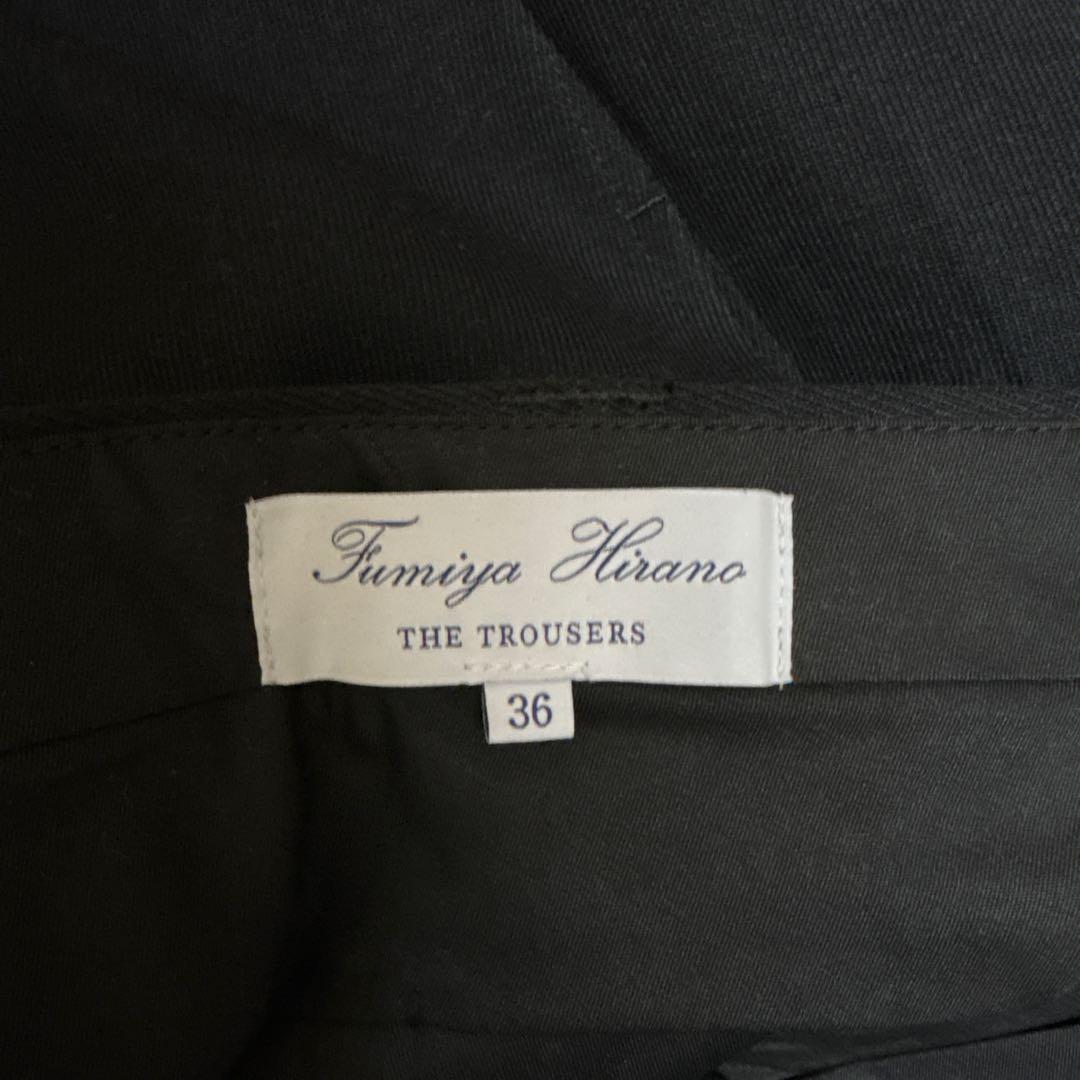 Fumiya Hirano
THE TROUSERS
36